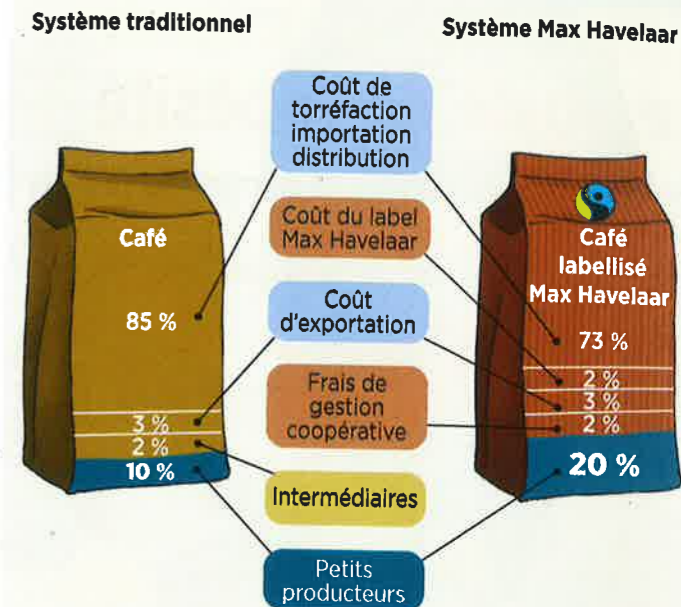 Système traditionnel
Système Max Havelaar
Coût de
torréfaction
importation
distribution
Café
85 %
3 %
2 %
10 %
Coût du label
Max Havelaar
Coût
d'exportation
Frais de
gestion
coopérative
Intermédiaires
Petits
producteurs
Café
labellisé
Max Havelaar
73 %
2 %
3 %
2 %
20 %